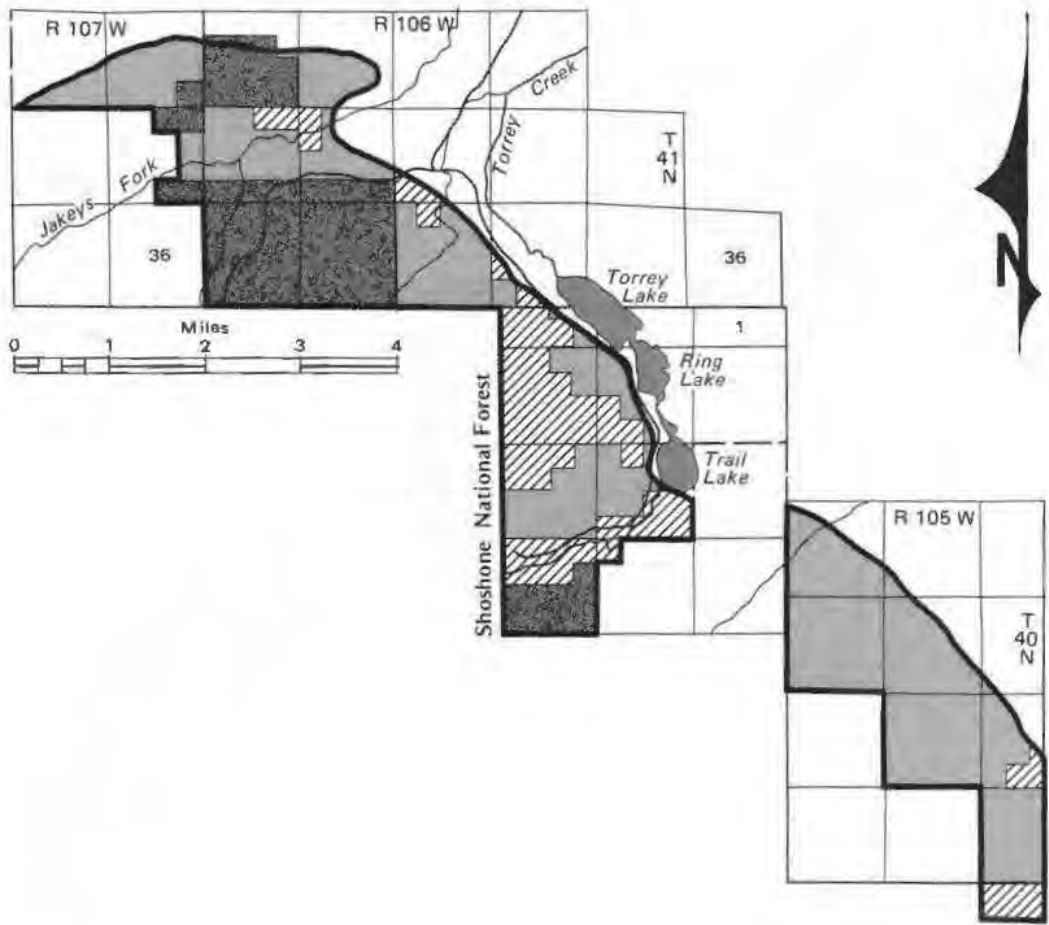 R 107 W
R 106 W
Creek
Torrey
T
41
N
Fork
Jakeys
36
36
Torrey
Lake
N
Miles
0 1 2 3 4
1
Ring
Lake
Shoshone National Forest
Trail
Lake
R 105 W
T
40
N